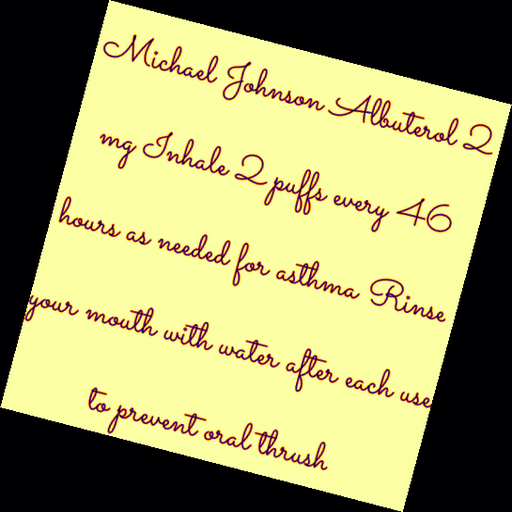 Michael Johnson Albuterol 2
mg Inhale 2 puffs every 46
hours as needed for asthma Rinse
your mouth with water after each use
to prevent oral thrush